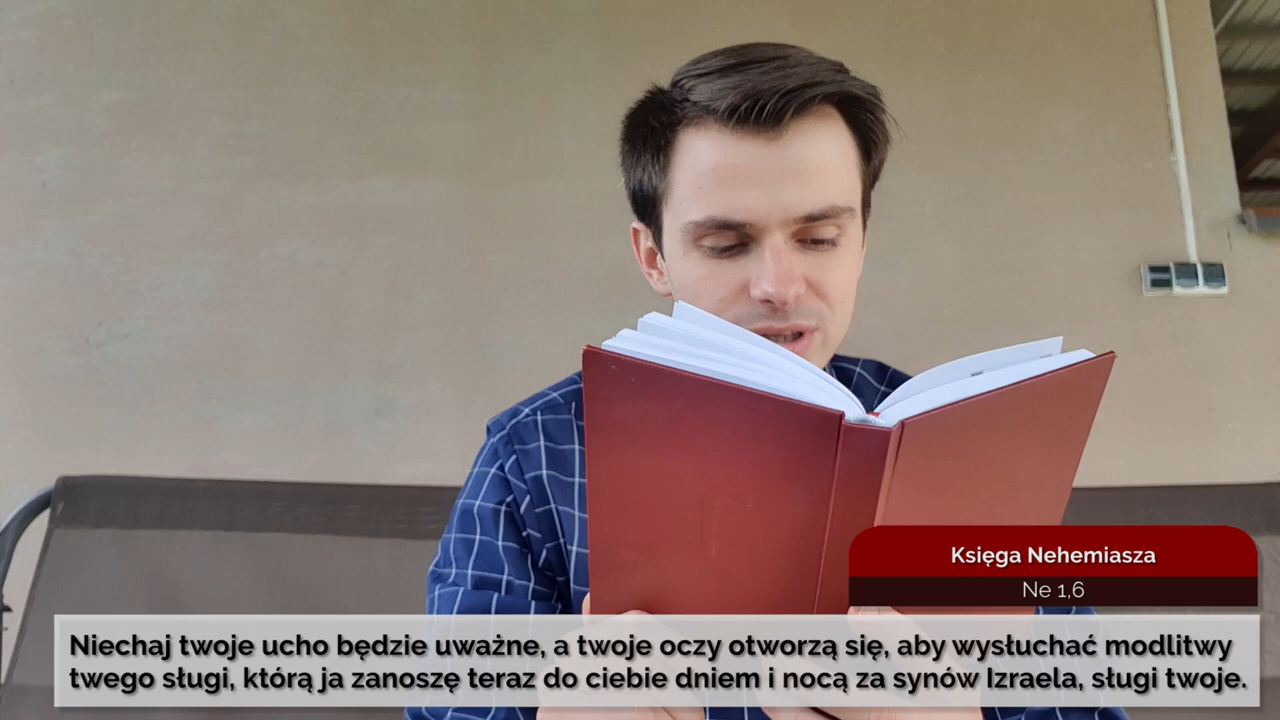 Księga Nehemiasza
Ne 1,6
Niechaj twoje ucho będzie uważne, a twoje oczy otworzą się, aby wysłuchać modlitwy
twego sługi, którą ja zanoszę teraz do ciebie dniem i nocą za synów Izraela, sługi twoje.